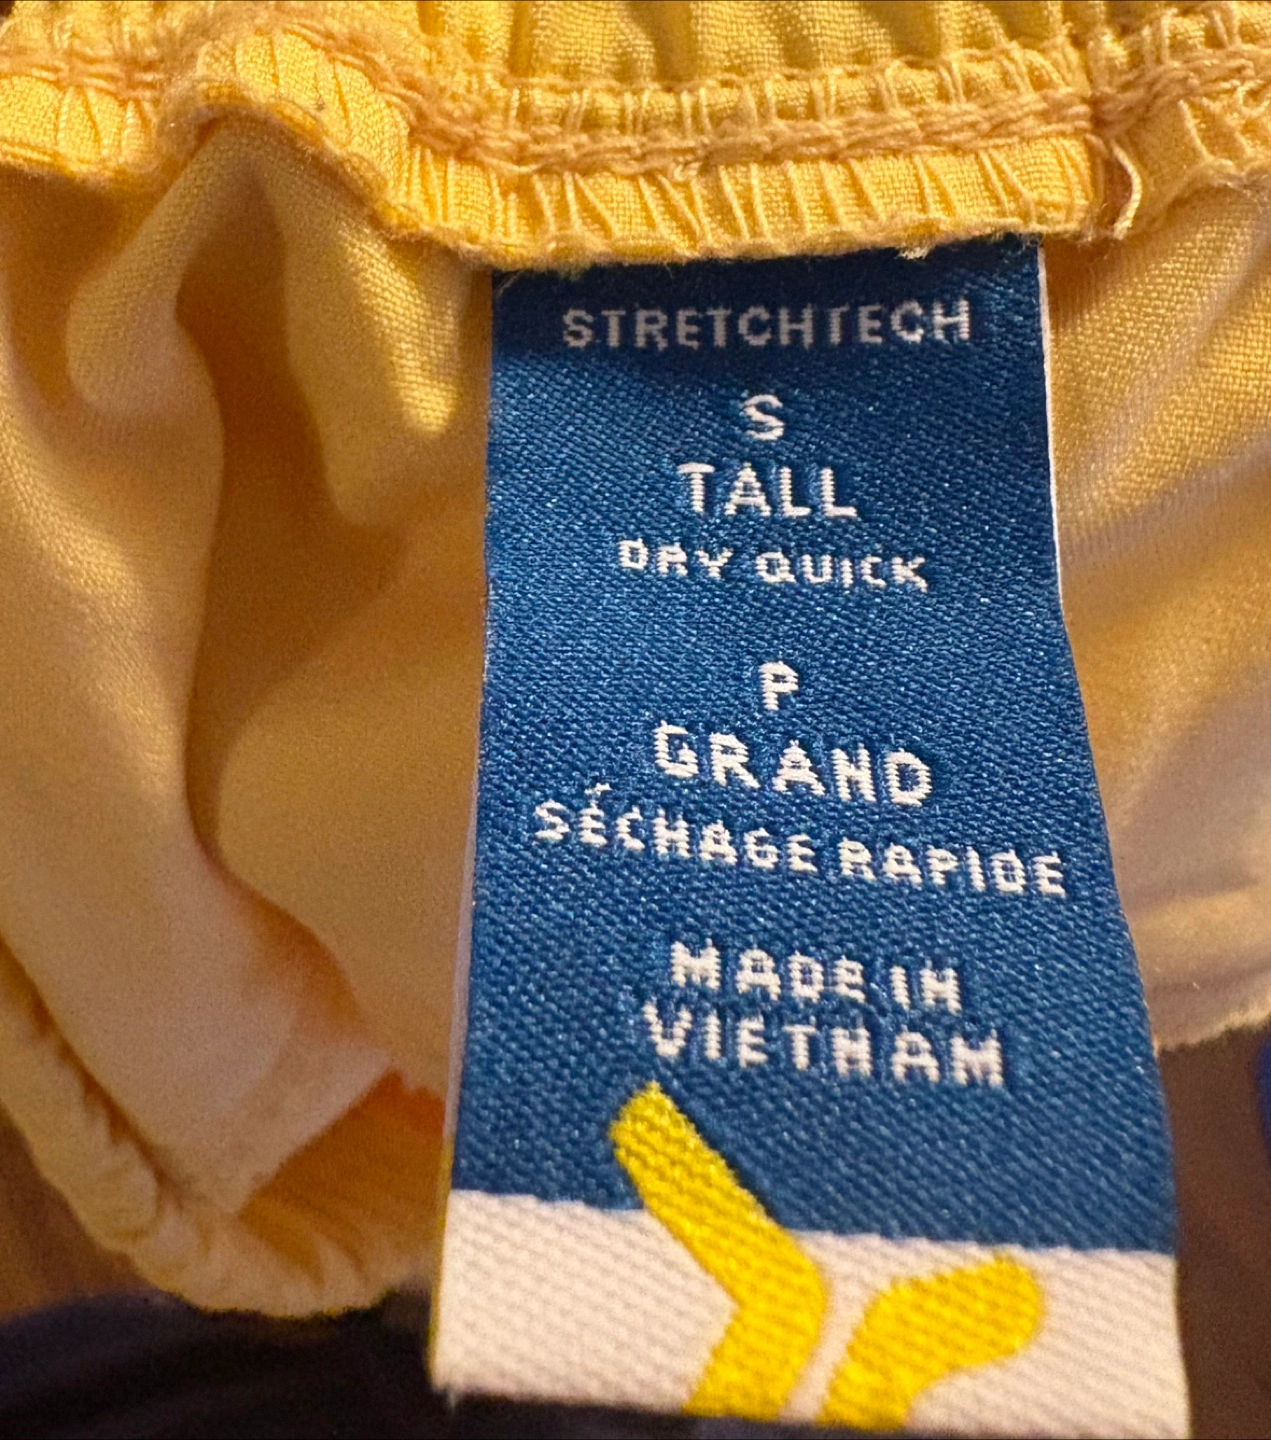 STRETCHTECH
S
TALL
DRY QUICK
P
GRAND
SÉCHAGE RAPIDE
MADE IN
VIETNAM